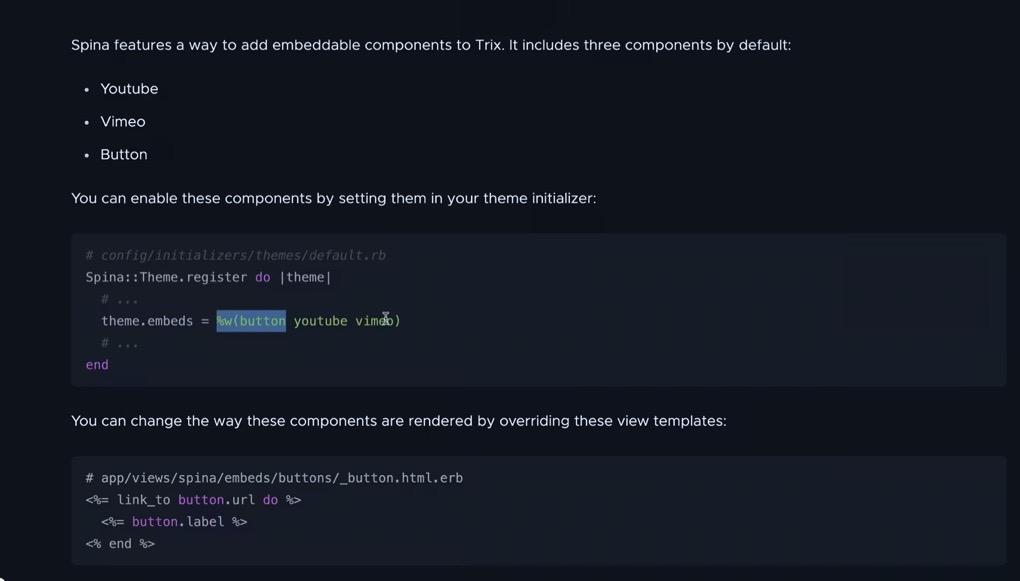 Spina features a way to add embeddable components to Trix. It includes three components by default:
• Youtube
• Vimeo
• Button
You can enable these components by setting them in your theme initializer:
# config/initializers/themes/default.rb
Spina::Theme.register do |theme|
  # ...
  theme.embeds = %w(button youtube vimeo)
  # ...
end
You can change the way these components are rendered by overriding these view templates:
# app/views/spina/embeds/buttons/_button.html.erb
<%= link_to button.url do %>
  <%= button.label %>
<% end %>